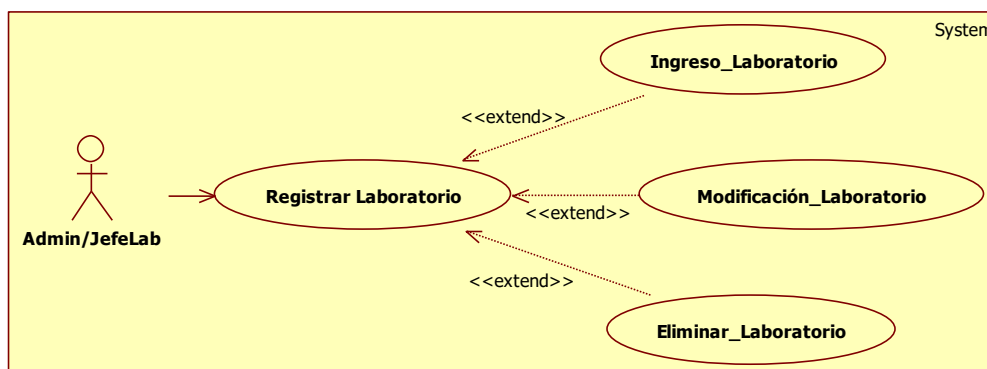 System
Ingreso_Laboratorio
<<extend>>
Registrar Laboratorio
Modificación_Laboratorio
<<extend>>
Admin/JefeLab
<<extend>>
Eliminar_Laboratorio